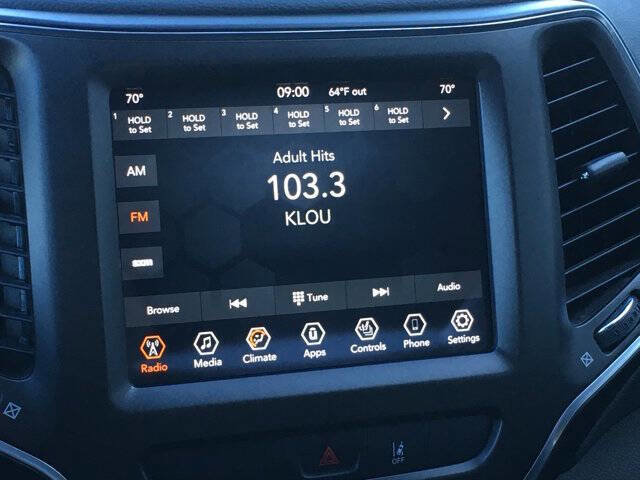 70° 09:00 64°F out 70°
1 HOLD to Set 2 HOLD to Set 3 HOLD to Set 4 HOLD to Set 5 HOLD to Set 6 HOLD to Set
Adult Hits
AM
103.3
FM
KLOU
sxm
Browse Tune Audio
Radio Media Climate Apps Controls Phone Settings
OFF